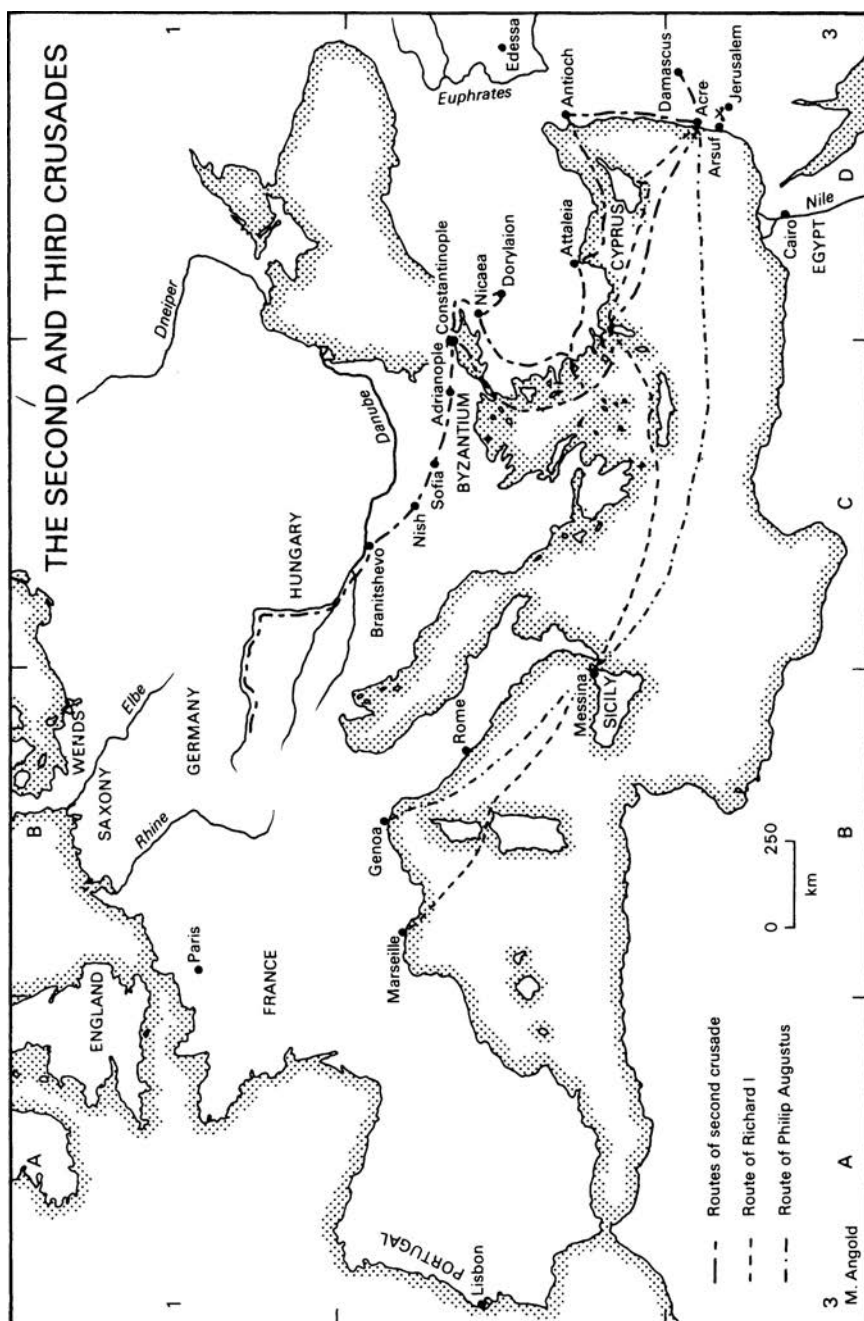 THE SECOND AND THIRD CRUSADES
A
B
1
1
3
3
A
B
C
D
ENGLAND
WENDS
SAXONY
Elbe
Rhine
GERMANY
Paris
FRANCE
HUNGARY
Dneiper
Danube
Branitshevo
Nish
Sofia
Adrianople
Constantinople
BYZANTIUM
Nicaea
Dorylaion
Euphrates
Edessa
Genoa
Marseille
Rome
PORTUGAL
Lisbon
Messina
SICILY
Attaleia
CYPRUS
Antioch
Damascus
Acre
Arsuf
Jerusalem
Nile
Cairo
EGYPT
0 250
km
Routes of second crusade
Route of Richard I
Route of Philip Augustus
M. Angold